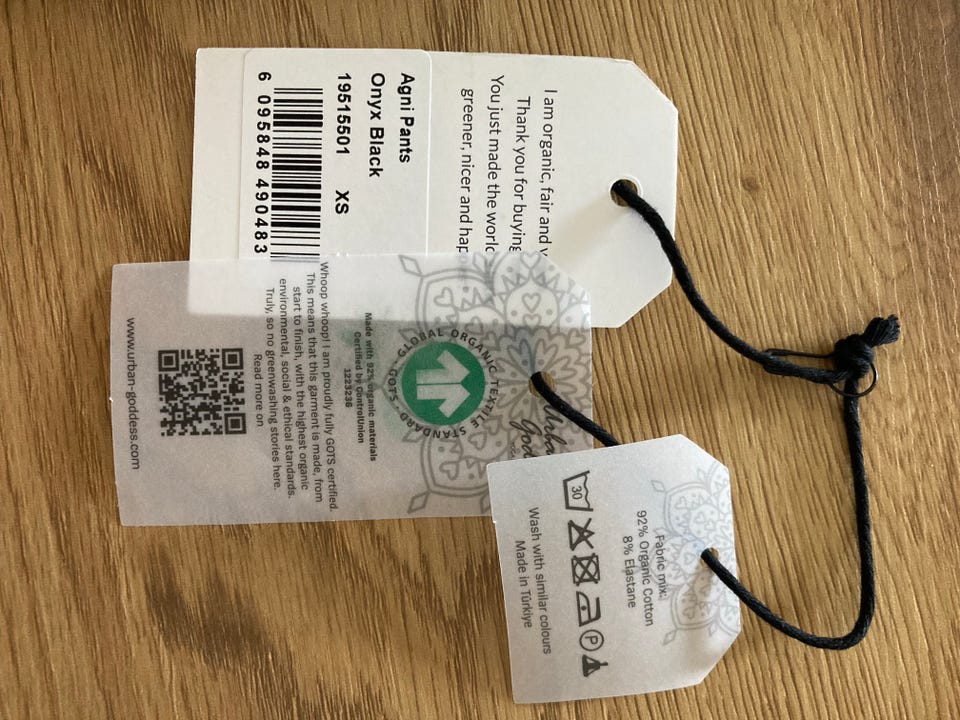 I am organic, fair and
Thank you for buying
You just made the world
greener, nicer and
Agni Pants
Onyx Black
19515501 XS
6 095848 490483
GLOBAL ORGANIC TEXTILE STANDARD · GOTS ·
Made with 92% organic materials
Certified by ControlUnion
1223236
Whoop whoop! I am proudly fully GOTS certified.
This means that this garment is made, from
start to finish, with the highest organic
environmental, social & ethical standards.
Truly, so no greenwashing stories here.
Read more on
www.urban-goddess.com
Fabric mix:
92% Organic Cotton
8% Elastane
30
P
Wash with similar colours
Made in Türkiye